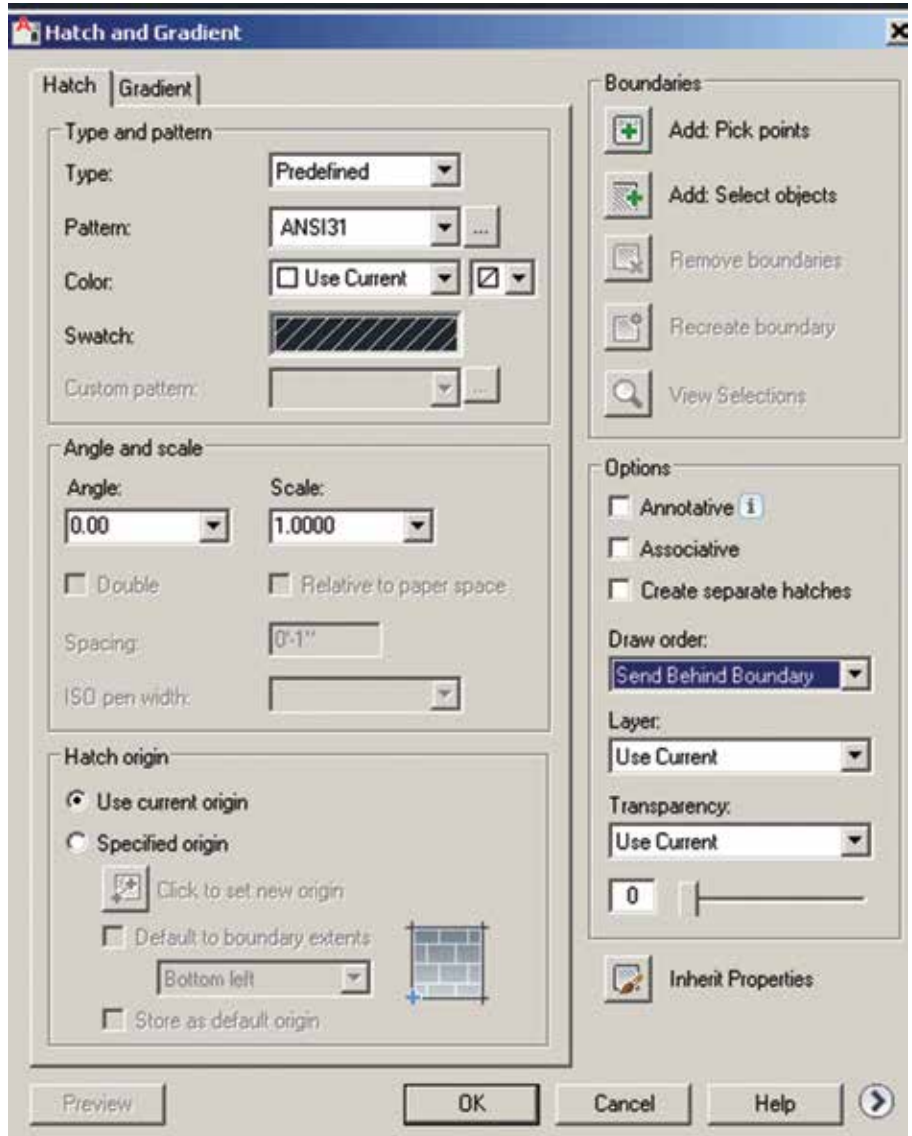 Hatch and Gradient
Hatch
Gradient
Type and pattern
Type:
Predefined
Pattern:
ANSI31
...
Color:
Use Current
Swatch:
Custom pattern:
...
Angle and scale
Angle:
Scale:
0.00
1.0000
Double
Relative to paper space
Spacing:
0'-1"
ISO pen width:
Hatch origin
Use current origin
Specified origin
Click to set new origin
Default to boundary extents
Bottom left
Store as default origin
Boundaries
Add: Pick points
Add: Select objects
Remove boundaries
Recreate boundary
View Selections
Options
Annotative
i
Associative
Create separate hatches
Draw order:
Send Behind Boundary
Layer:
Use Current
Transparency:
Use Current
0
Inherit Properties
Preview
OK
Cancel
Help